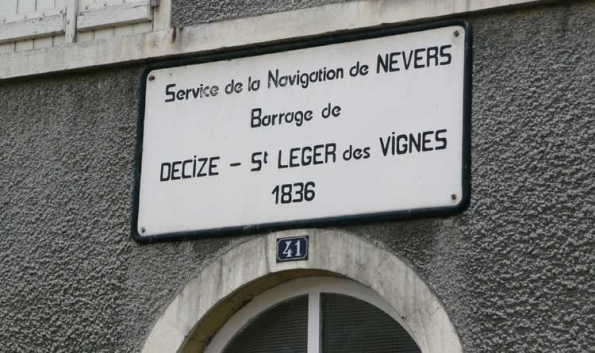 Service de la Navigation de NEVERS
Barrage de
DECIZE - St LEGER des VIGNES
1836
41